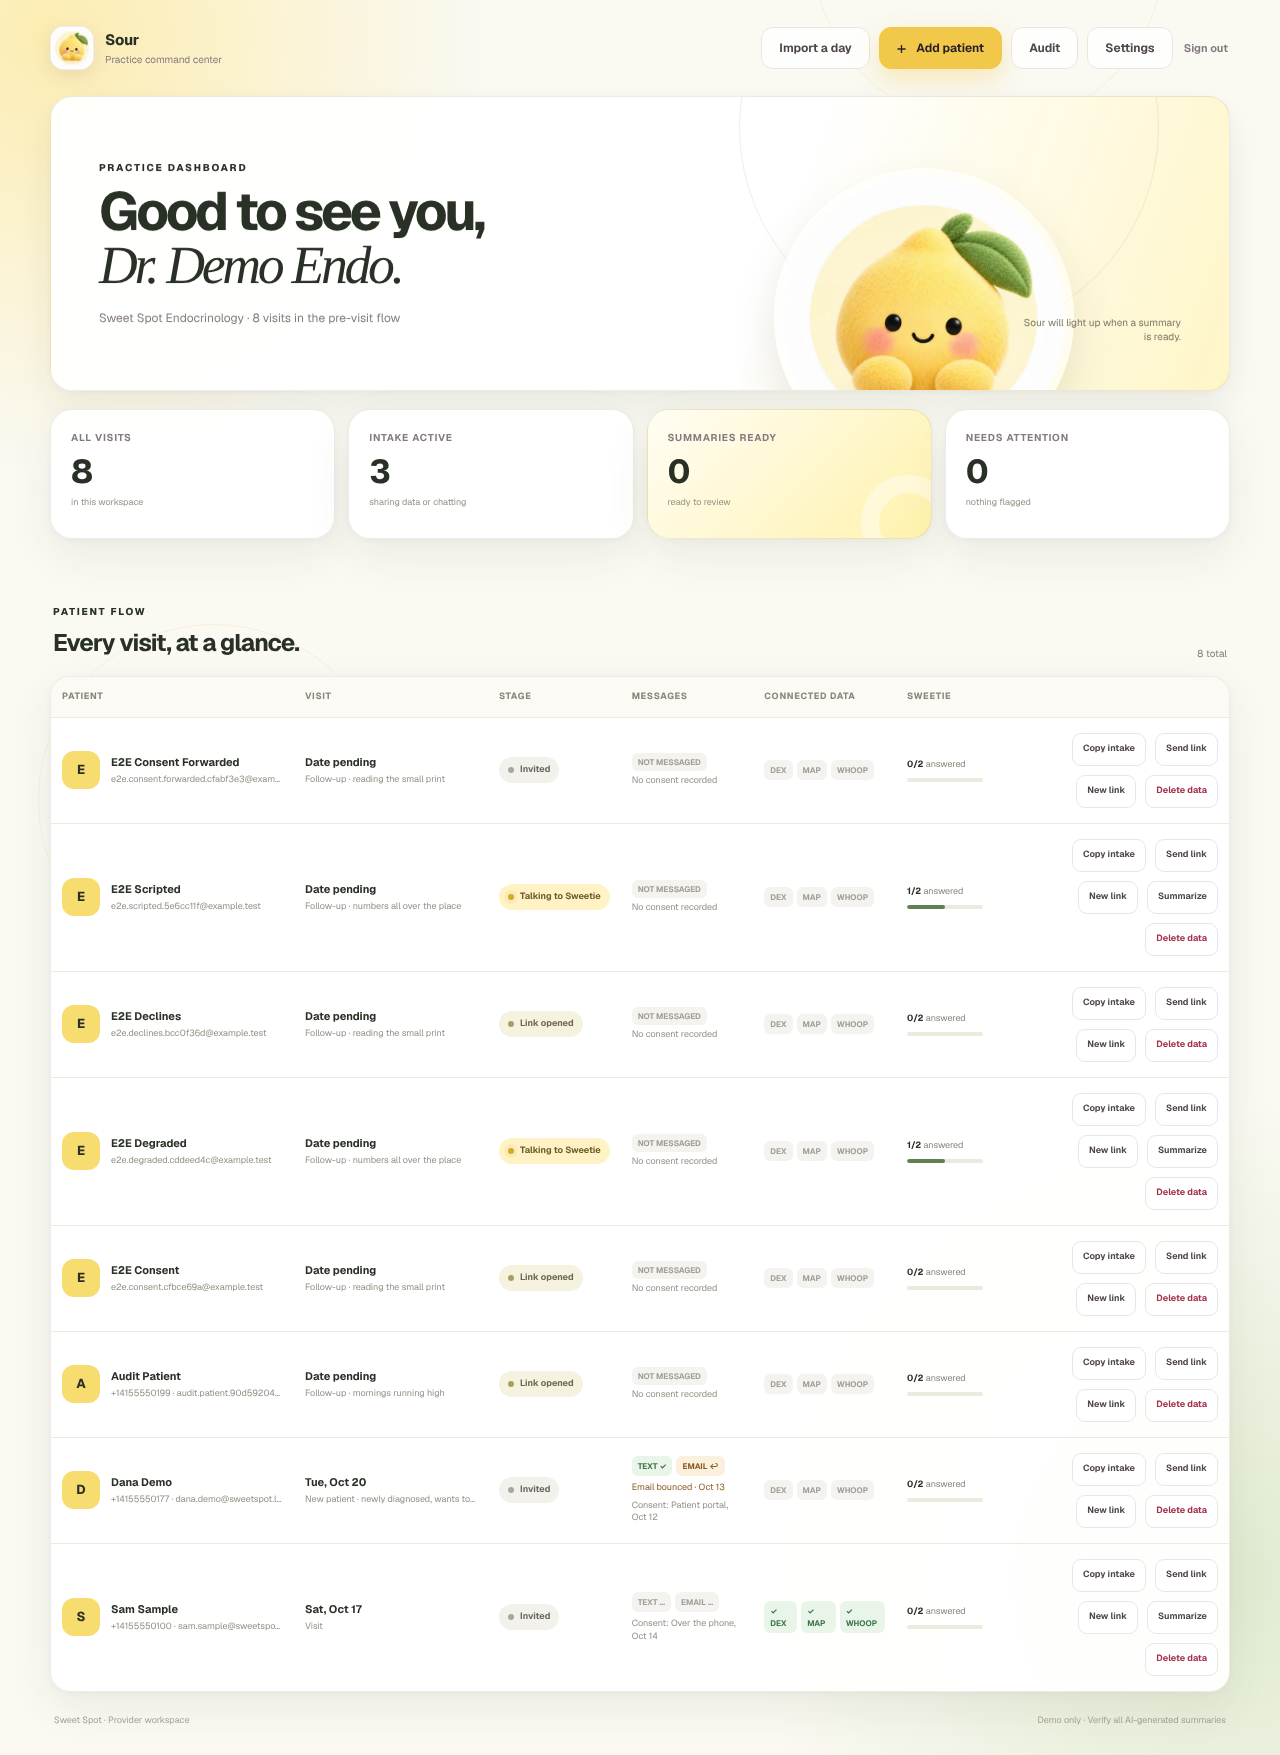 Sour
Practice command center
Import a day
+ Add patient
Audit
Settings
Sign out
PRACTICE DASHBOARD
Good to see you,
Dr. Demo Endo.
Sweet Spot Endocrinology · 8 visits in the pre-visit flow
Sour will light up when a summary
is ready.
ALL VISITS
8
in this workspace
INTAKE ACTIVE
3
sharing data or chatting
SUMMARIES READY
0
ready to review
NEEDS ATTENTION
0
nothing flagged
PATIENT FLOW
Every visit, at a glance.
8 total
PATIENT VISIT STAGE MESSAGES CONNECTED DATA SWEETIE
E
E2E Consent Forwarded
e2e.consent.forwarded.cfabf3e3@exam...
Date pending
Follow-up · reading the small print
Invited
NOT MESSAGED
No consent recorded
DEX MAP WHOOP
0/2 answered
Copy intake Send link
New link Delete data
E
E2E Scripted
e2e.scripted.5e6cc11f@example.test
Date pending
Follow-up · numbers all over the place
Talking to Sweetie
NOT MESSAGED
No consent recorded
DEX MAP WHOOP
1/2 answered
Copy intake Send link
New link Summarize
Delete data
E
E2E Declines
e2e.declines.bcc0f36d@example.test
Date pending
Follow-up · reading the small print
Link opened
NOT MESSAGED
No consent recorded
DEX MAP WHOOP
0/2 answered
Copy intake Send link
New link Delete data
E
E2E Degraded
e2e.degraded.cddeed4c@example.test
Date pending
Follow-up · numbers all over the place
Talking to Sweetie
NOT MESSAGED
No consent recorded
DEX MAP WHOOP
1/2 answered
Copy intake Send link
New link Summarize
Delete data
E
E2E Consent
e2e.consent.cfbce69a@example.test
Date pending
Follow-up · reading the small print
Link opened
NOT MESSAGED
No consent recorded
DEX MAP WHOOP
0/2 answered
Copy intake Send link
New link Delete data
A
Audit Patient
+14155550199 · audit.patient.90d59204...
Date pending
Follow-up · mornings running high
Link opened
NOT MESSAGED
No consent recorded
DEX MAP WHOOP
0/2 answered
Copy intake Send link
New link Delete data
D
Dana Demo
+14155550177 · dana.demo@sweetspot.l...
Tue, Oct 20
New patient · newly diagnosed, wants to...
Invited
TEXT ✓ EMAIL ↩
Email bounced · Oct 13
Consent: Patient portal,
Oct 12
DEX MAP WHOOP
0/2 answered
Copy intake Send link
New link Delete data
S
Sam Sample
+14155550100 · sam.sample@sweetspo...
Sat, Oct 17
Visit
Invited
TEXT ... EMAIL ...
Consent: Over the phone,
Oct 14
✓ ✓ ✓
DEX MAP WHOOP
0/2 answered
Copy intake Send link
New link Summarize
Delete data
Sweet Spot · Provider workspace
Demo only · Verify all AI-generated summaries